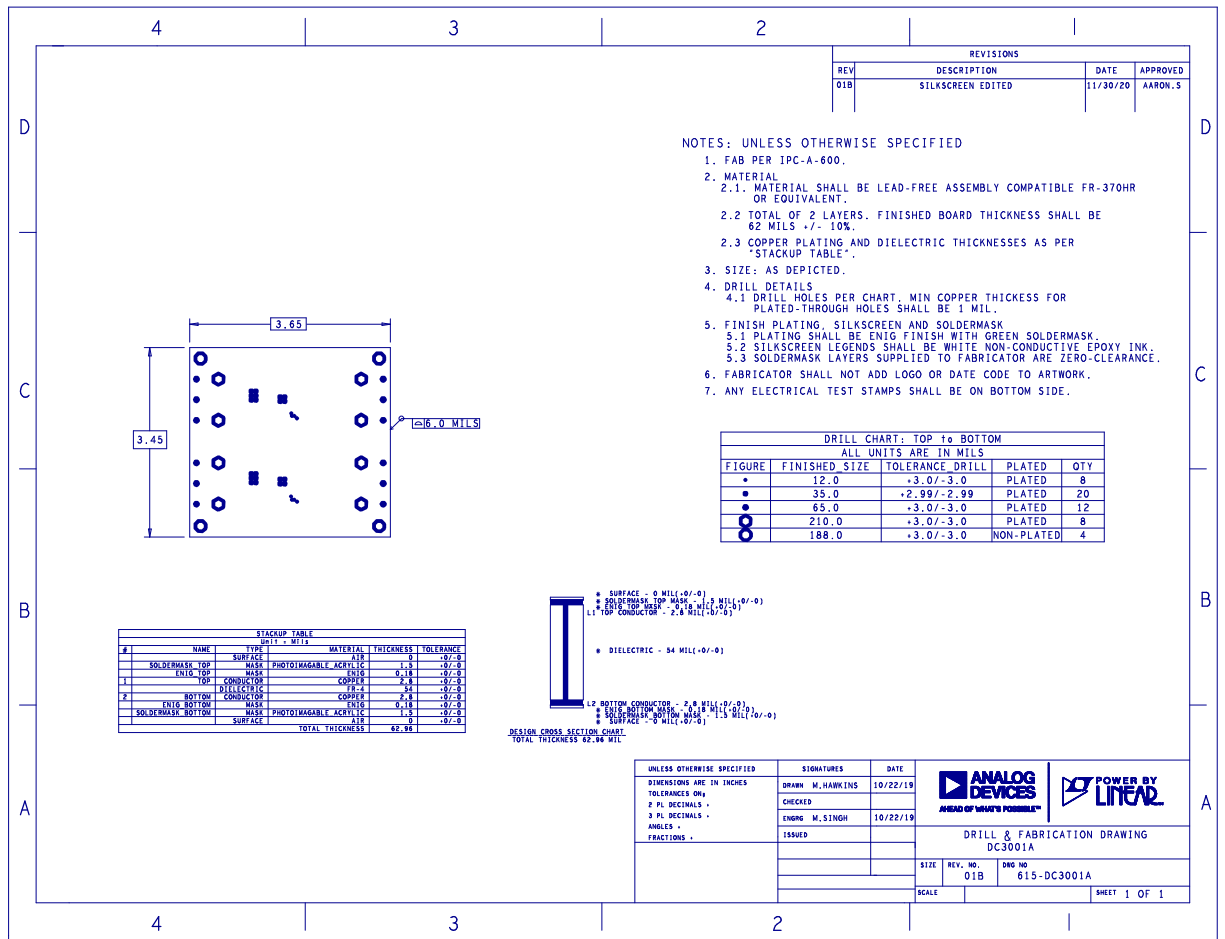 4 3 2 1
REVISIONS
REV DESCRIPTION DATE APPROVED
01B SILKSCREEN EDITED 11/30/20 AARON.S
D D
NOTES: UNLESS OTHERWISE SPECIFIED
1. FAB PER IPC-A-600.
2. MATERIAL
2.1. MATERIAL SHALL BE LEAD-FREE ASSEMBLY COMPATIBLE FR-370HR
OR EQUIVALENT.
2.2 TOTAL OF 2 LAYERS. FINISHED BOARD THICKNESS SHALL BE
62 MILS +/- 10%.
2.3 COPPER PLATING AND DIELECTRIC THICKNESSES AS PER
"STACKUP TABLE".
3. SIZE: AS DEPICTED.
4. DRILL DETAILS
4.1 DRILL HOLES PER CHART. MIN COPPER THICKESS FOR
PLATED-THROUGH HOLES SHALL BE 1 MIL.
5. FINISH PLATING, SILKSCREEN AND SOLDERMASK
5.1 PLATING SHALL BE ENIG FINISH WITH GREEN SOLDERMASK.
5.2 SILKSCREEN LEGENDS SHALL BE WHITE NON-CONDUCTIVE EPOXY INK.
5.3 SOLDERMASK LAYERS SUPPLIED TO FABRICATOR ARE ZERO-CLEARANCE.
6. FABRICATOR SHALL NOT ADD LOGO OR DATE CODE TO ARTWORK.
7. ANY ELECTRICAL TEST STAMPS SHALL BE ON BOTTOM SIDE.
3.65
C C
3.45
6.0 MILS
DRILL CHART: TOP to BOTTOM
ALL UNITS ARE IN MILS
FIGURE FINISHED_SIZE TOLERANCE_DRILL PLATED QTY
12.0 +3.0/-3.0 PLATED 8
35.0 +2.99/-2.99 PLATED 20
65.0 +3.0/-3.0 PLATED 12
210.0 +3.0/-3.0 PLATED 8
188.0 +3.0/-3.0 NON-PLATED 4
B B
* SURFACE - 0 MIL(+0/-0)
* SOLDERMASK_TOP MASK - 1.5 MIL(+0/-0)
* ENIG_TOP MASK - 0.18 MIL(+0/-0)
L1 TOP CONDUCTOR - 2.6 MIL(+0/-0)
* DIELECTRIC - 54 MIL(+0/-0)
L2 BOTTOM CONDUCTOR - 2.6 MIL(+0/-0)
* ENIG_BOTTOM MASK - 0.18 MIL(+0/-0)
* SOLDERMASK_BOTTOM MASK - 1.5 MIL(+0/-0)
* SURFACE - 0 MIL(+0/-0)
DESIGN CROSS SECTION CHART
TOTAL THICKNESS 62.96 MIL
STACKUP TABLE
Unit - Mils
# NAME TYPE MATERIAL THICKNESS TOLERANCE
SURFACE AIR 0 +0/-0
SOLDERMASK_TOP MASK PHOTOIMAGABLE_ACRYLIC 1.5 +0/-0
ENIG_TOP MASK ENIG 0.18 +0/-0
1 TOP CONDUCTOR COPPER 2.6 +0/-0
DIELECTRIC FR-4 54 +0/-0
2 BOTTOM CONDUCTOR COPPER 2.6 +0/-0
ENIG_BOTTOM MASK ENIG 0.18 +0/-0
SOLDERMASK_BOTTOM MASK PHOTOIMAGABLE_ACRYLIC 1.5 +0/-0
SURFACE AIR 0 +0/-0
TOTAL THICKNESS 62.96
A A
UNLESS OTHERWISE SPECIFIED
DIMENSIONS ARE IN INCHES
TOLERANCES ON:
2 PL DECIMALS +
3 PL DECIMALS +
ANGLES +
FRACTIONS +
SIGNATURES DATE
DRAWN M.HAWKINS 10/22/19
CHECKED
ENGRG M.SINGH 10/22/19
ISSUED
ANALOG
DEVICES
AHEAD OF WHAT'S POSSIBLE™
LT
POWER BY
LINEAR
DRILL & FABRICATION DRAWING
DC3001A
SIZE REV. NO. DWG NO
01B 615-DC3001A
SCALE SHEET 1 OF 1
4 3 2 1